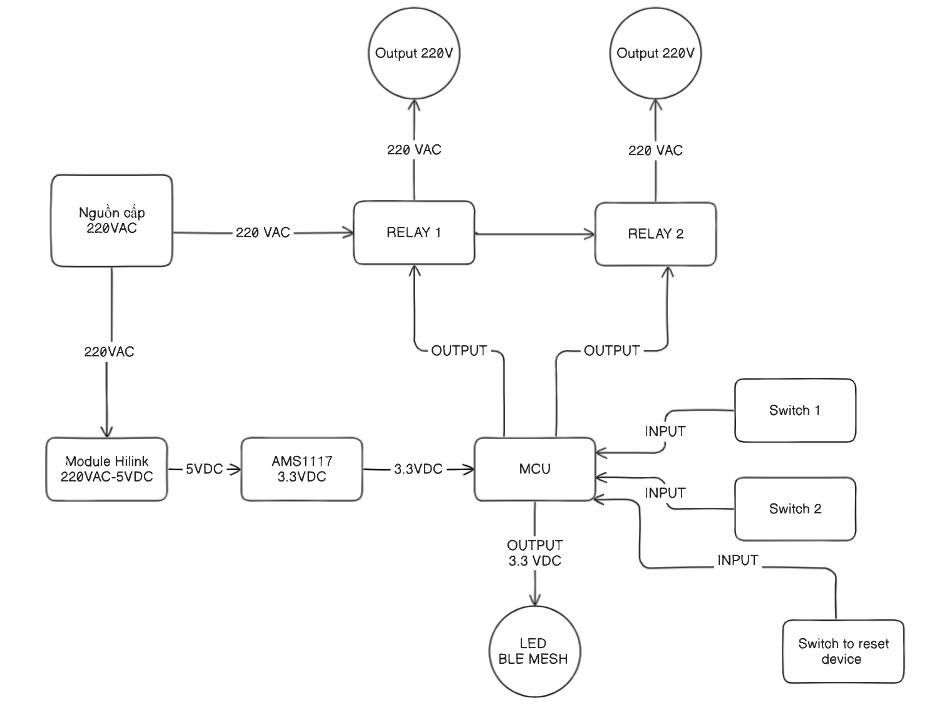 Output 220V
Output 220V
220 VAC
220 VAC
Nguồn cấp
220VAC
220 VAC
RELAY 1
RELAY 2
220VAC
OUTPUT
OUTPUT
Switch 1
INPUT
Module Hilink
220VAC-5VDC
5VDC
AMS1117
3.3VDC
3.3VDC
MCU
INPUT
Switch 2
OUTPUT
3.3 VDC
INPUT
LED
BLE MESH
Switch to reset
device